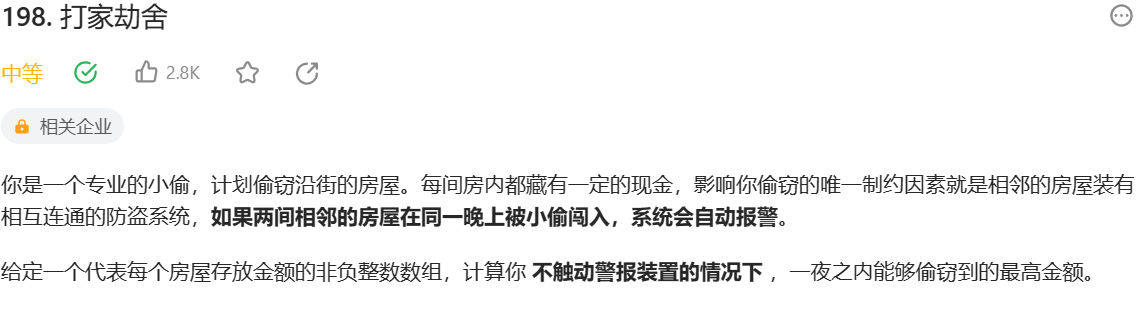 198. 打家劫舍
中等 2.8K
相关企业
你是一个专业的小偷，计划偷窃沿街的房屋。每间房内都藏有一定的现金，影响你偷窃的唯一制约因素就是相邻的房屋装有
相互连通的防盗系统，如果两间相邻的房屋在同一晚上被小偷闯入，系统会自动报警。
给定一个代表每个房屋存放金额的非负整数数组，计算你 不触动警报装置的情况下 ，一夜之内能够偷窃到的最高金额。